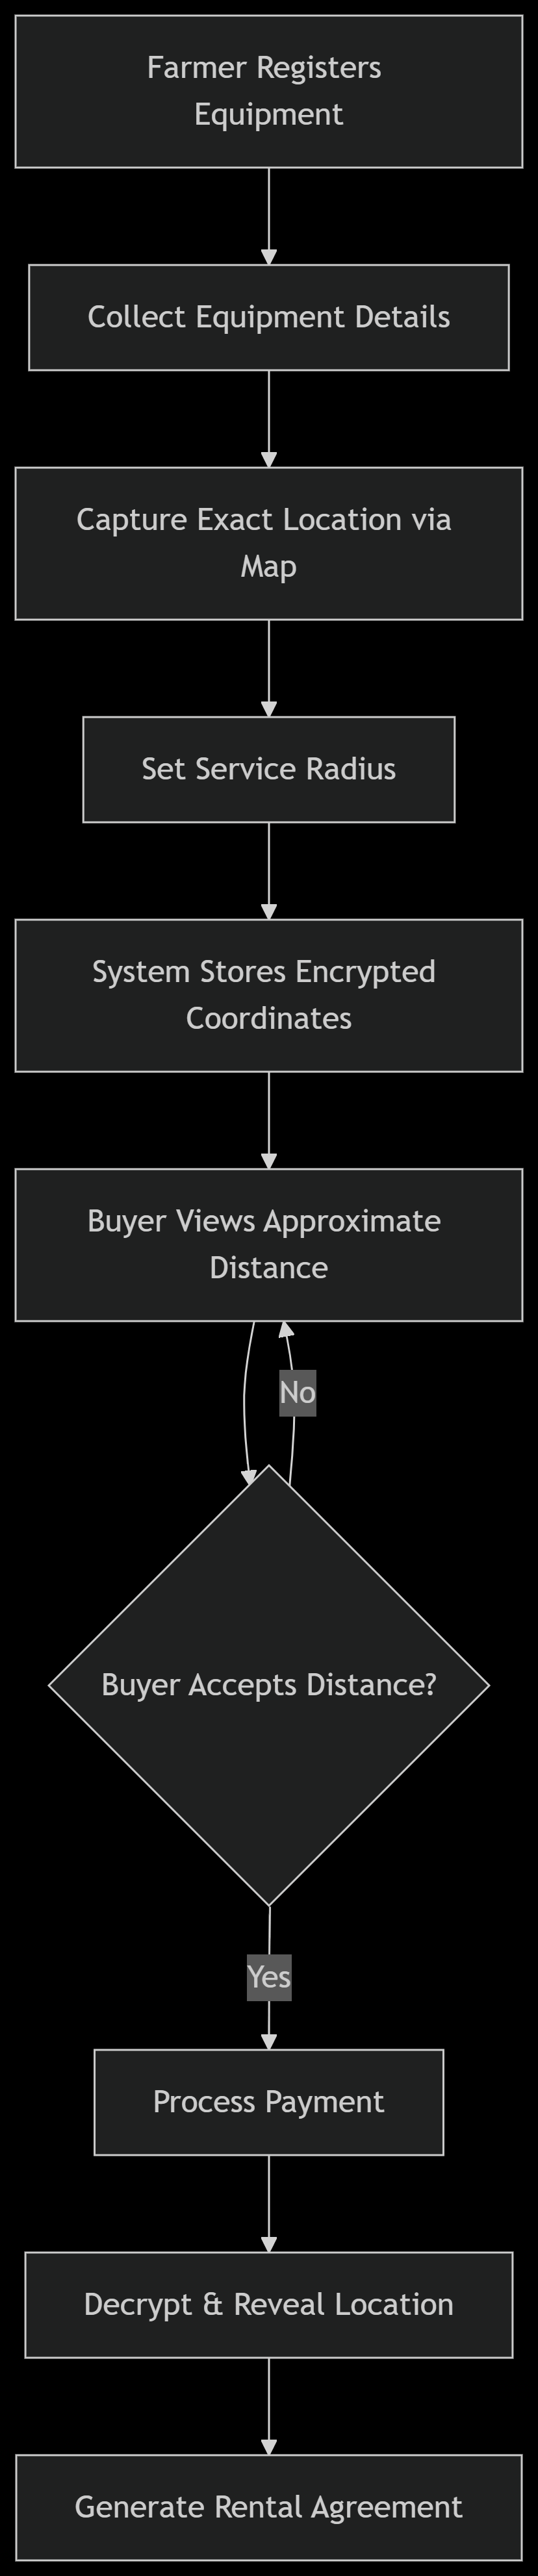 Farmer Registers
Equipment
Collect Equipment Details
Capture Exact Location via
Map
Set Service Radius
System Stores Encrypted
Coordinates
Buyer Views Approximate
Distance
No
Buyer Accepts Distance?
Yes
Process Payment
Decrypt & Reveal Location
Generate Rental Agreement